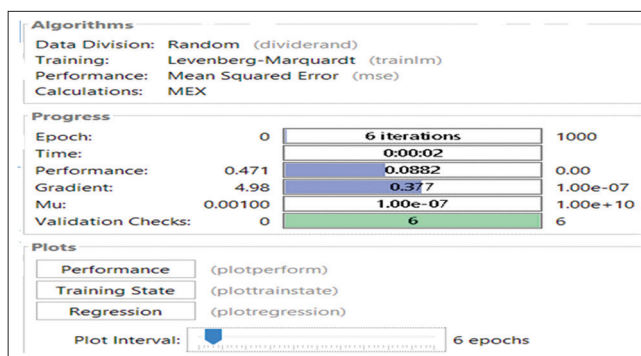 Algorithms
Data Division: Random (dividerand)
Training: Levenberg-Marquardt (trainlm)
Performance: Mean Squared Error (mse)
Calculations: MEX
Progress
Epoch: 0 6 iterations 1000
Time: 0:00:02
Performance: 0.471 0.0882 0.00
Gradient: 4.98 0.377 1.00e-07
Mu: 0.00100 1.00e-07 1.00e+10
Validation Checks: 0 6 6
Plots
Performance (plotperform)
Training State (plottrainstate)
Regression (plotregression)
Plot Interval: 6 epochs